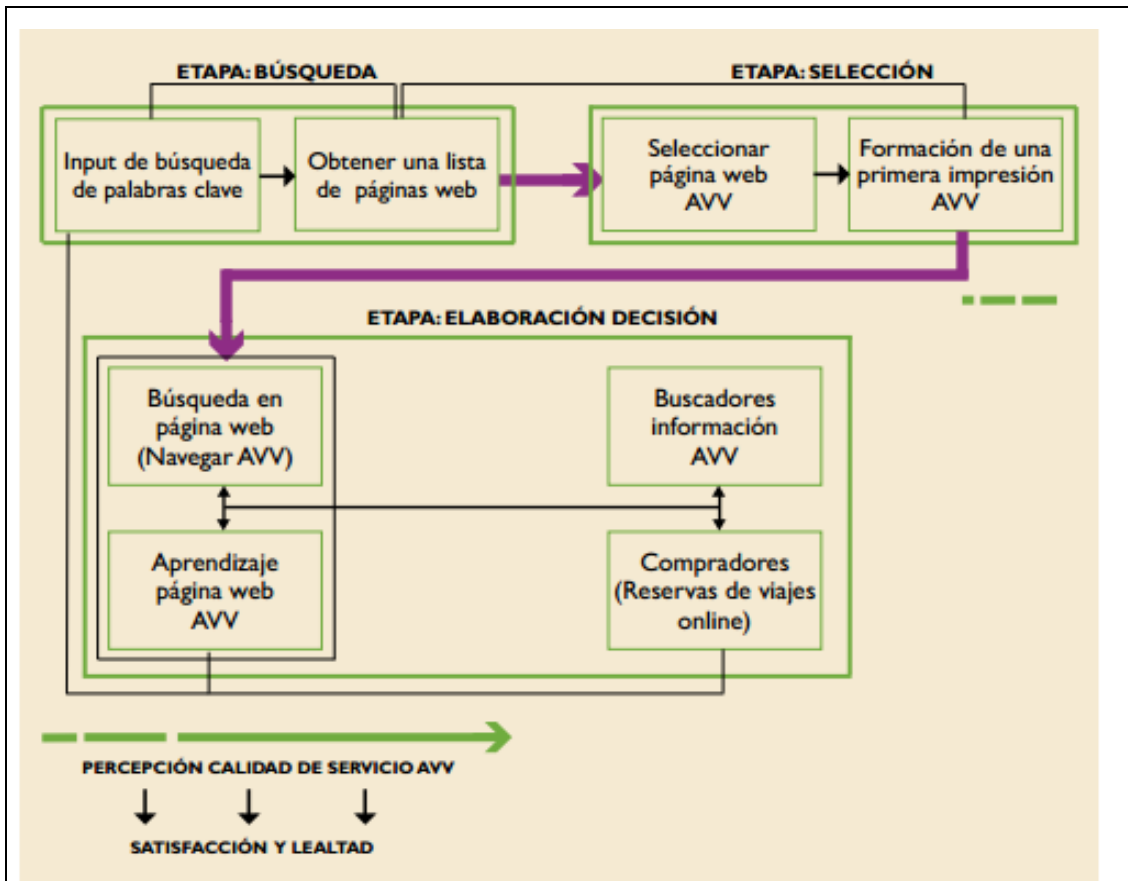 ETAPA: BÚSQUEDA
ETAPA: SELECCIÓN
Input de búsqueda
de palabras clave
Obtener una lista
de páginas web
Seleccionar
página web
AVV
Formación de una
primera impresión
AVV
ETAPA: ELABORACIÓN DECISIÓN
Búsqueda en
página web
(Navegar AVV)
Buscadores
información
AVV
Aprendizaje
página web
AVV
Compradores
(Reservas de viajes
online)
PERCEPCIÓN CALIDAD DE SERVICIO AVV
SATISFACCIÓN Y LEALTAD